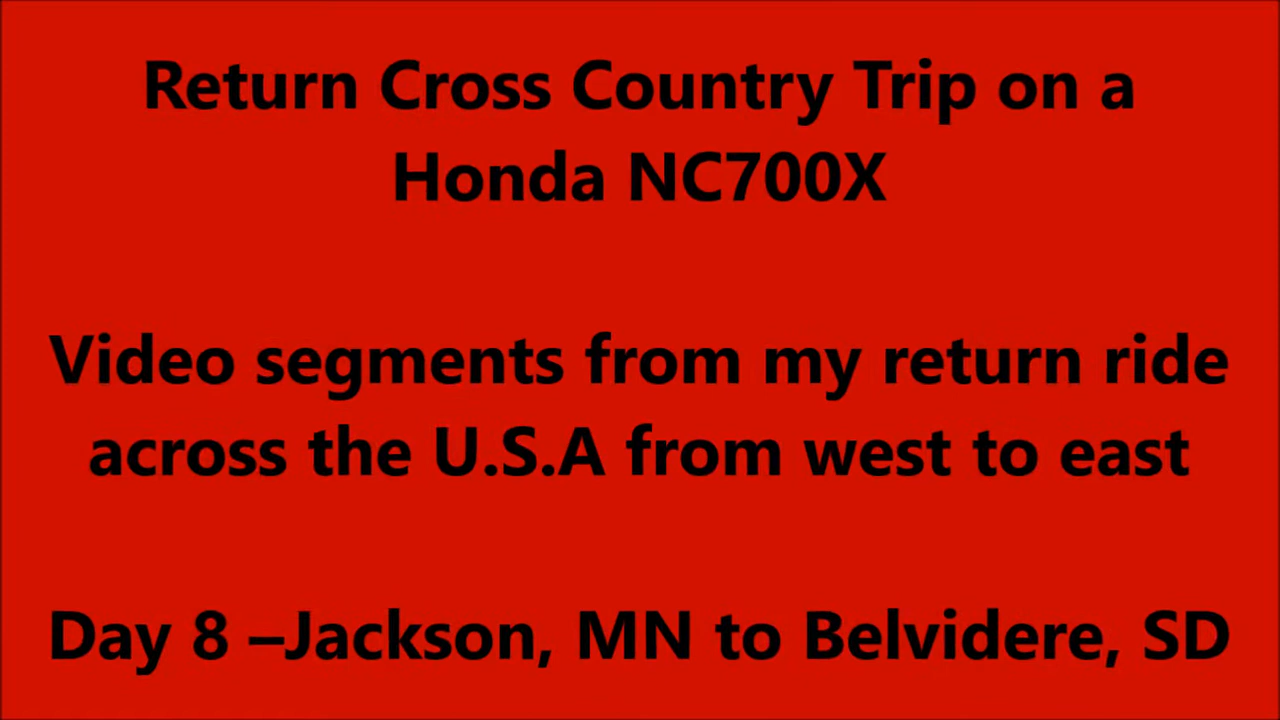 Return Cross Country Trip on a
Honda NC700X
Video segments from my return ride
across the U.S.A from west to east
Day 8 –Jackson, MN to Belvidere, SD